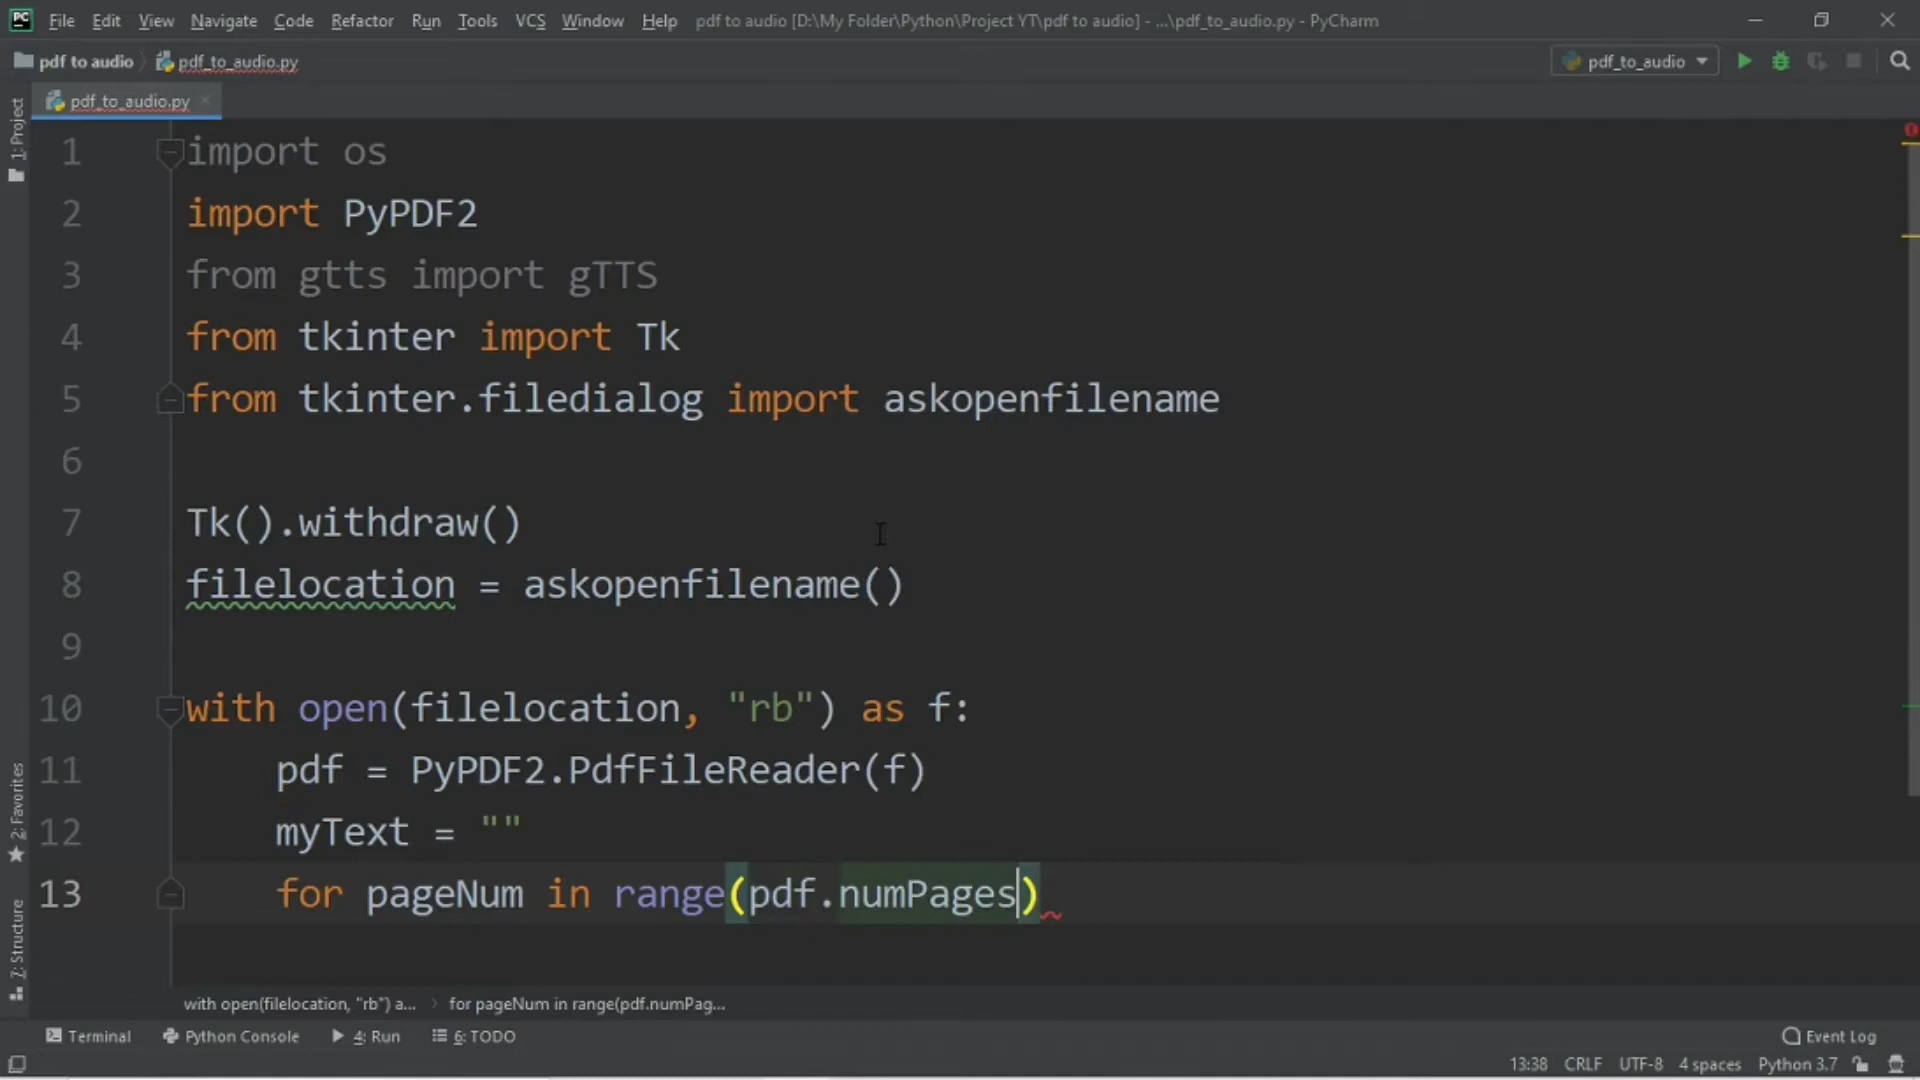 PC File Edit View Navigate Code Refactor Run Tools VCS Window Help pdf to audio [D:\My Folder\Python\Project YT\pdf to audio] - ...\pdf_to_audio.py - PyCharm
pdf to audio pdf_to_audio.py pdf_to_audio
pdf_to_audio.py
1: Project
1 import os
2 import PyPDF2
3 from gtts import gTTS
4 from tkinter import Tk
5 from tkinter.filedialog import askopenfilename
6
7 Tk().withdraw()
8 filelocation = askopenfilename()
9
10 with open(filelocation, "rb") as f:
11     pdf = PyPDF2.PdfFileReader(f)
12     myText = ""
13     for pageNum in range(pdf.numPages)
2: Favorites
7: Structure
with open(filelocation, "rb") a... for pageNum in range(pdf.numPag...
Terminal Python Console 4: Run 6: TODO Event Log
13:38 CRLF UTF-8 4 spaces Python 3.7